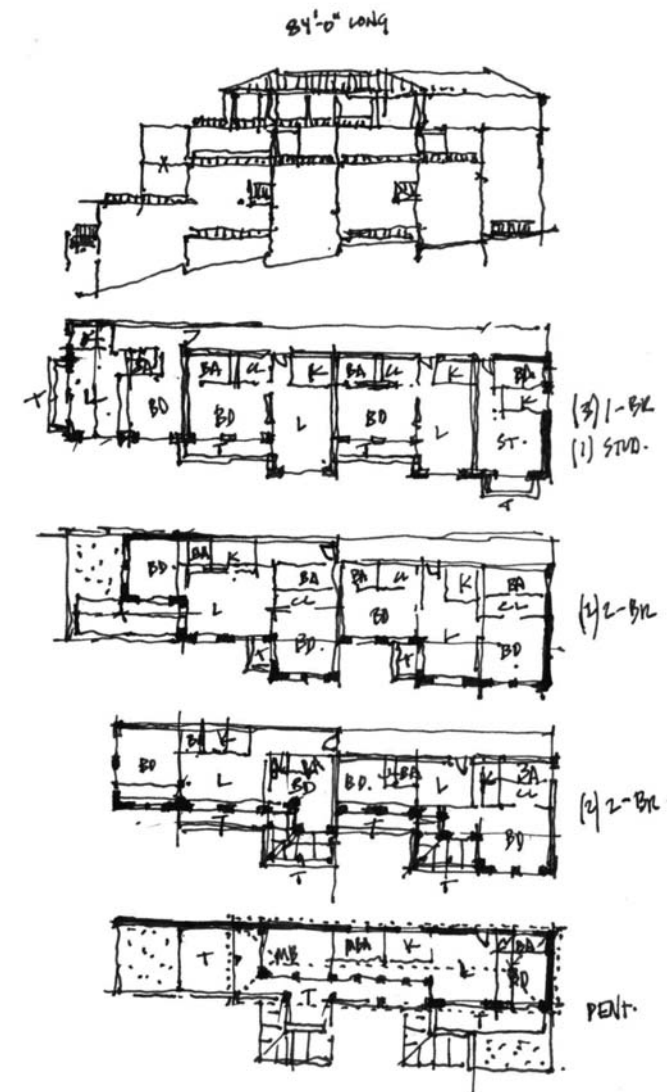 84'-0" LONG
X
K
BA
BA CL K BA CL K BA
T L BD BD L BD L K
ST.
T T
T
(3) 1-BR
(1) STUD.
BD. BA K BA BA CL K BA
L CL BD CL
BD. L BD
T T
(2) 2-BR
BA K BA BA K BA
BD L BD BD. L CL
T T BD
T T
(2) 2-BR
MB MBA K BA
T L BD
T T
PENT.